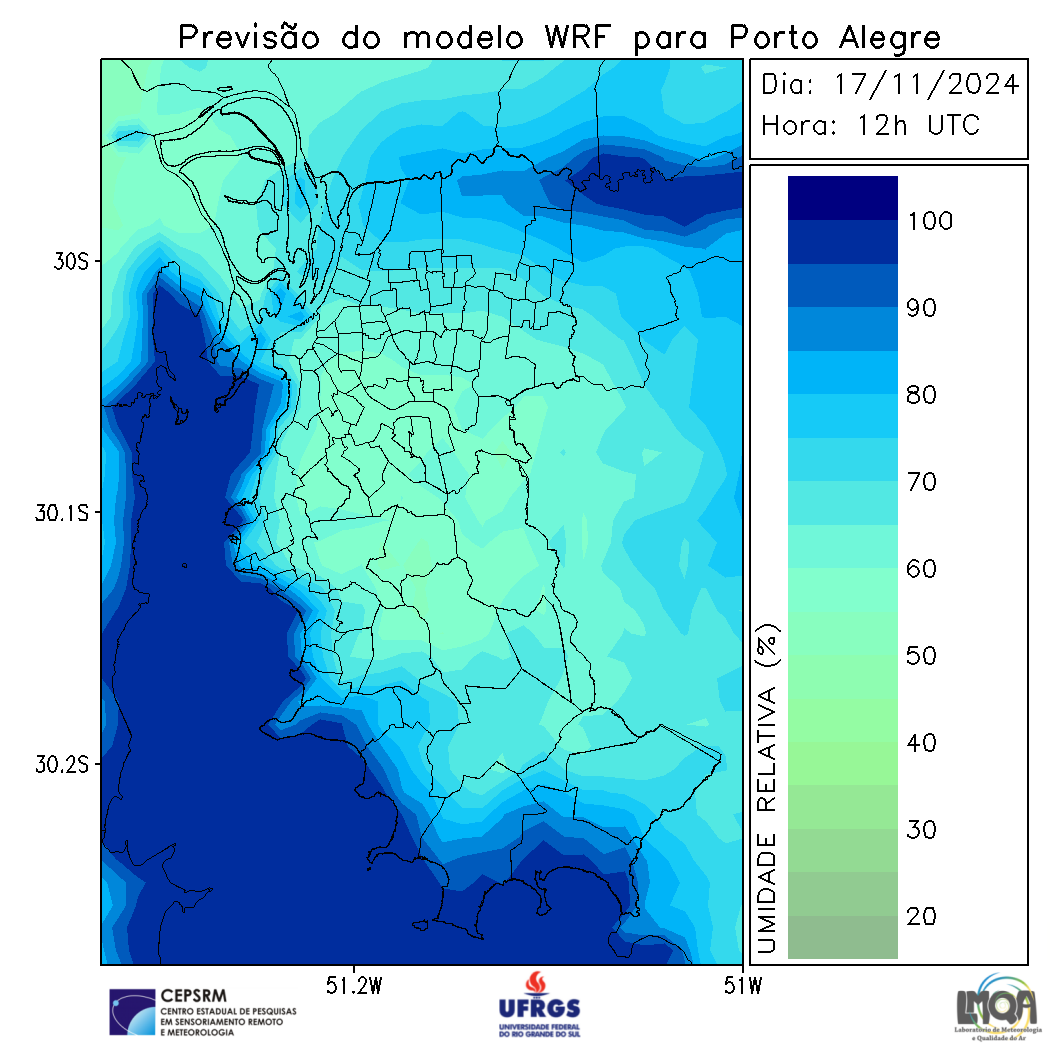 Previsão do modelo WRF para Porto Alegre
Dia: 17/11/2024
Hora: 12h UTC
30S
30.1S
30.2S
51.2W
51W
UMIDADE RELATIVA (%)
100
90
80
70
60
50
40
30
20
CEPSRM
CENTRO ESTADUAL DE PESQUISAS
EM SENSORIAMENTO REMOTO
E METEOROLOGIA
UFRGS
UNIVERSIDADE FEDERAL
DO RIO GRANDE DO SUL
LMQA
Laboratório de Meteorologia
e Qualidade do Ar